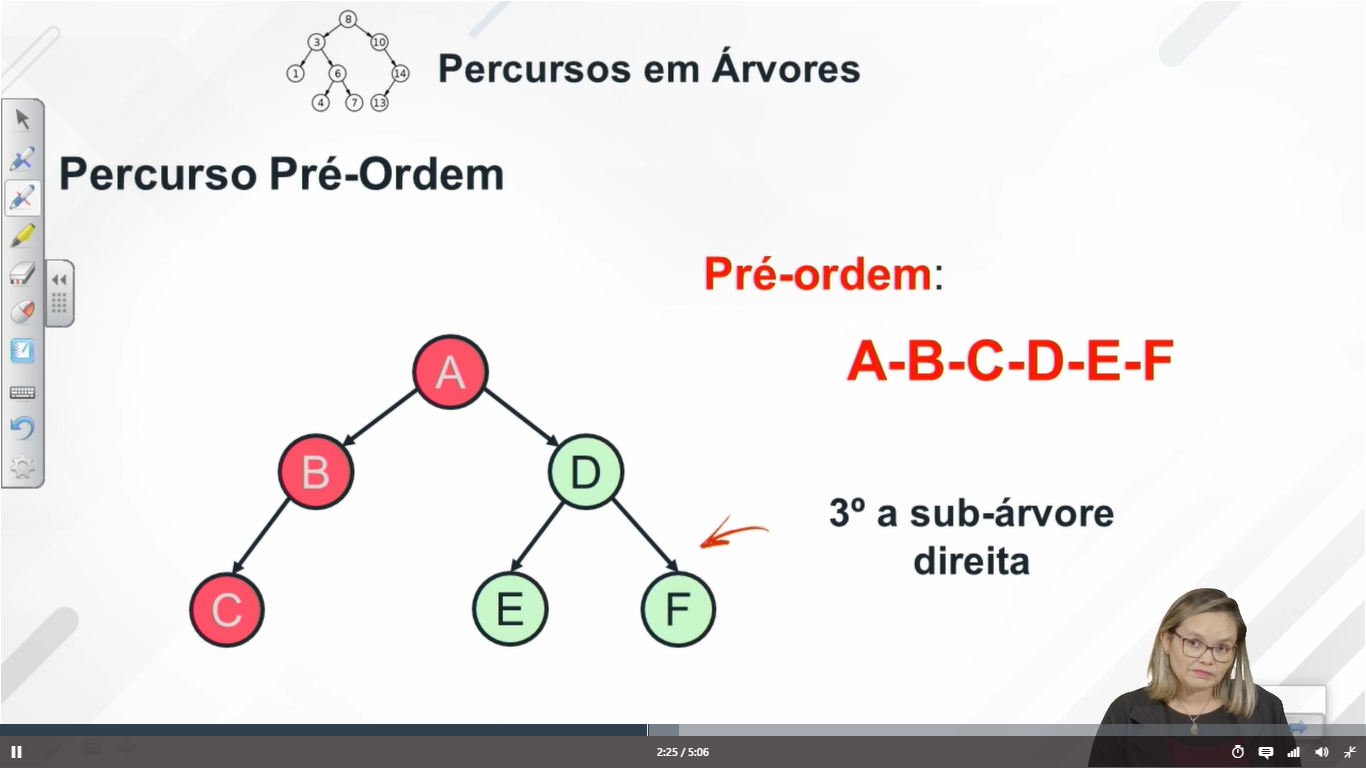 8
3
10
1
6
14
4
7
13
Percursos em Árvores
Percurso Pré-Ordem
Pré-ordem:
A-B-C-D-E-F
A
B
D
C
E
F
3º a sub-árvore
direita
2:25 / 5:06